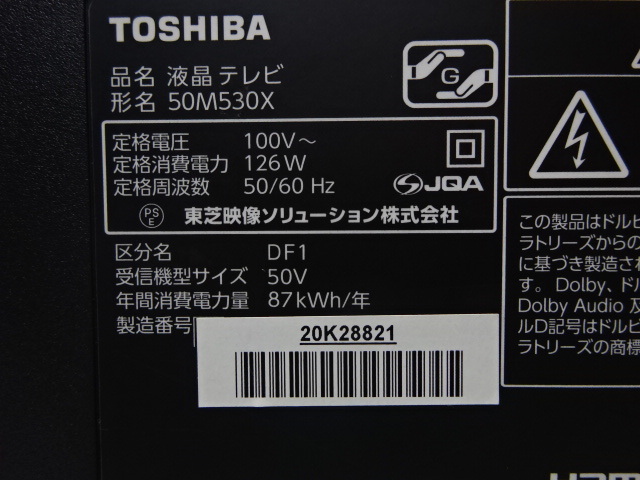 TOSHIBA
品名 液晶テレビ
形名 50M530X
G
定格電圧 100V～
定格消費電力 126W
定格周波数 50/60 Hz
JQA
PS
E
東芝映像ソリューション株式会社
区分名 DF1
受信機型サイズ 50V
年間消費電力量 87kWh/年
製造番号
20K28821
この製品はドルビ
ラトリーズからの
に基づき製造され
す。Dolby、ドル
Dolby Audio 及
ルD記号はドルビ
ラトリーズの商標